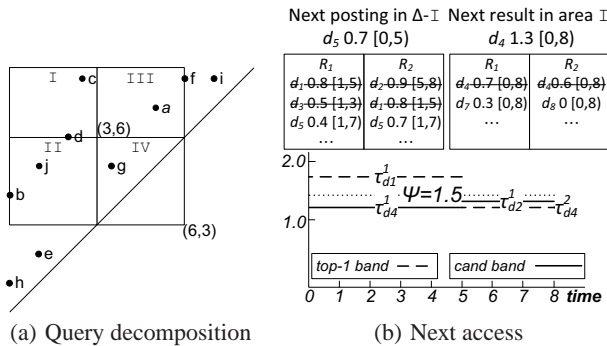 I
c
III
f
i
a
d
(3,6)
II
j
IV
g
b
(6,3)
e
h
(a) Query decomposition
Next posting in Δ-I
d5 0.7 [0,5)
Next result in area I
d4 1.3 [0,8)
R1
R2
d1 0.8 [1,5)
d2 0.9 [5,8)
d3 0.5 [1,3)
d1 0.8 [1,5)
d5 0.4 [1,7)
d5 0.7 [1,7)
...
...
R1
R2
d4 0.7 [0,8)
d4 0.6 [0,8)
d7 0.3 [0,8)
d8 0 [0,8)
...
...
2.0
1.0
τ^1_d1
τ^1_d4
Ψ=1.5
τ^1_d2
τ^2_d4
top-1 band
cand band
0 1 2 3 4 5 6 7 8 time
(b) Next access